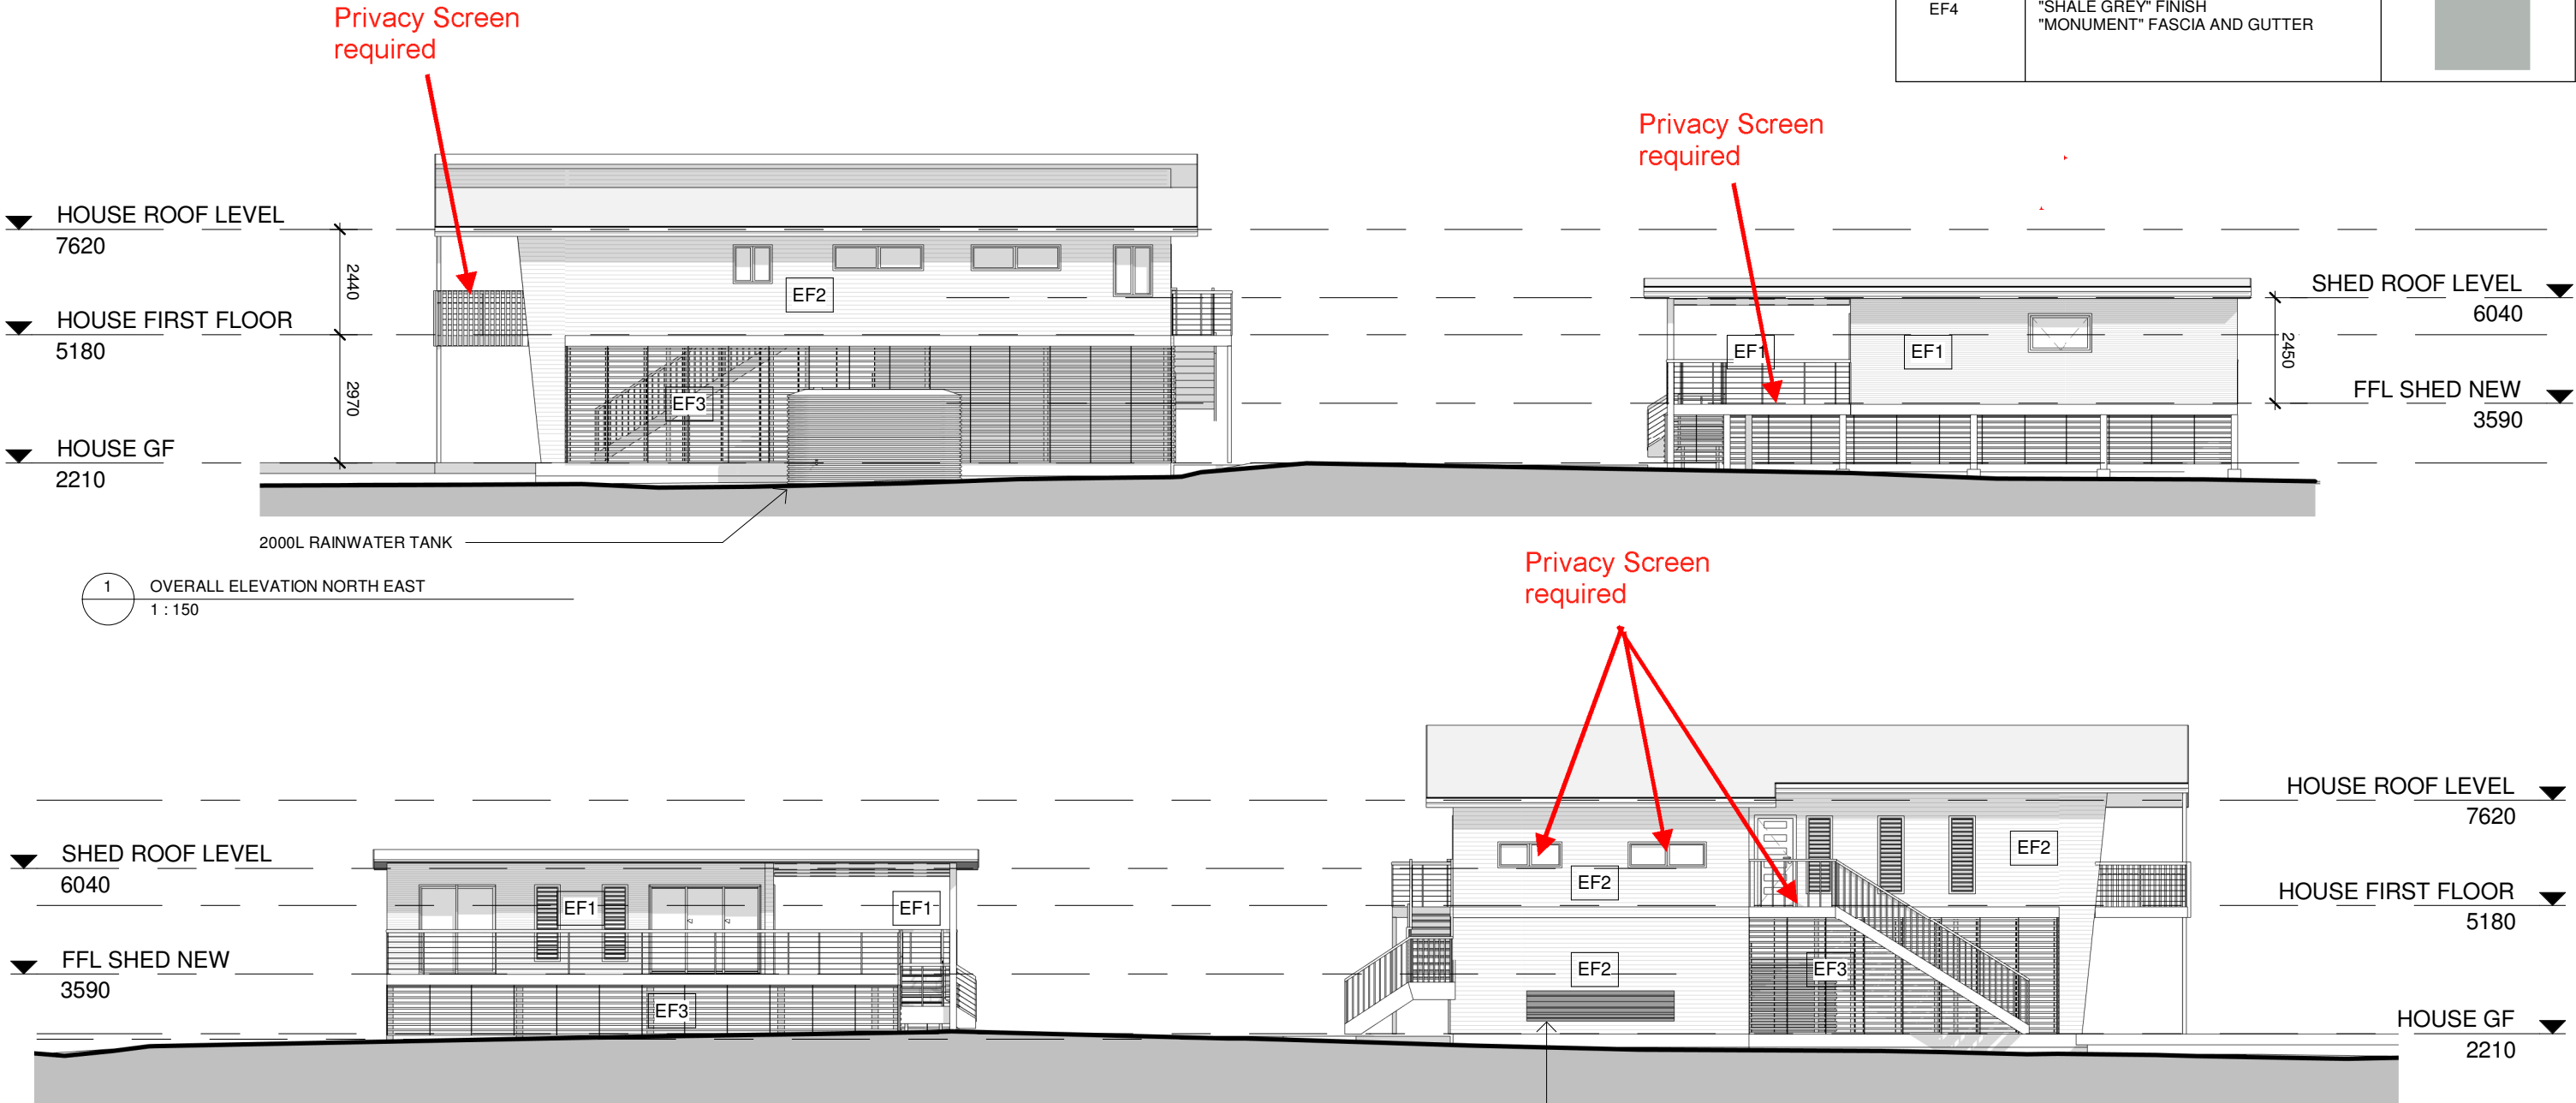 Privacy Screen
required
EF4
"SHALE GREY" FINISH
"MONUMENT" FASCIA AND GUTTER
Privacy Screen
required
HOUSE ROOF LEVEL
7620
2440
EF2
SHED ROOF LEVEL
6040
HOUSE FIRST FLOOR
5180
EF1
EF1
2450
2970
EF3
FFL SHED NEW
3590
HOUSE GF
2210
2000L RAINWATER TANK
1
OVERALL ELEVATION NORTH EAST
1 : 150
Privacy Screen
required
HOUSE ROOF LEVEL
7620
SHED ROOF LEVEL
6040
EF2
EF2
EF1
EF1
HOUSE FIRST FLOOR
5180
FFL SHED NEW
3590
EF2
EF3
EF3
HOUSE GF
2210